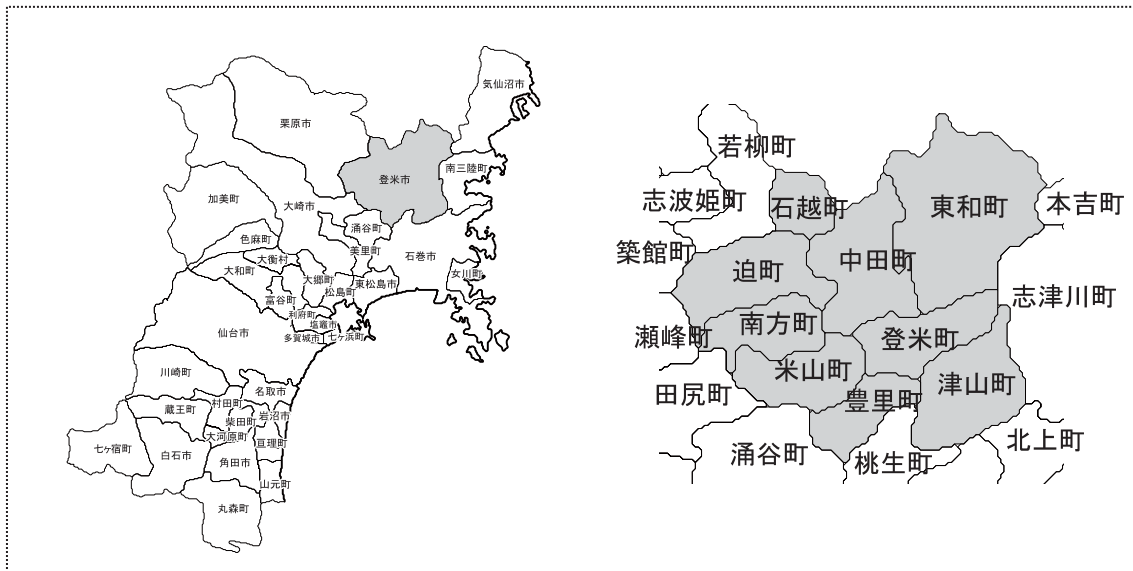 気仙沼市
栗原市
南三陸町
登米市
加美町
大崎市
涌谷町
色麻町
美里町
石巻市
大衡村
大和町
大郷町
女川町
東松島市
松島町
富谷町
利府町
塩竈市
仙台市
多賀城市
七ヶ浜町
川崎町
名取市
村田町
蔵王町
岩沼市
柴田町
大河原町
亘理町
七ヶ宿町
白石市
角田市
山元町
丸森町
若柳町
志波姫町
石越町
東和町
本吉町
築館町
迫町
中田町
志津川町
南方町
瀬峰町
登米町
米山町
津山町
田尻町
豊里町
北上町
涌谷町
桃生町